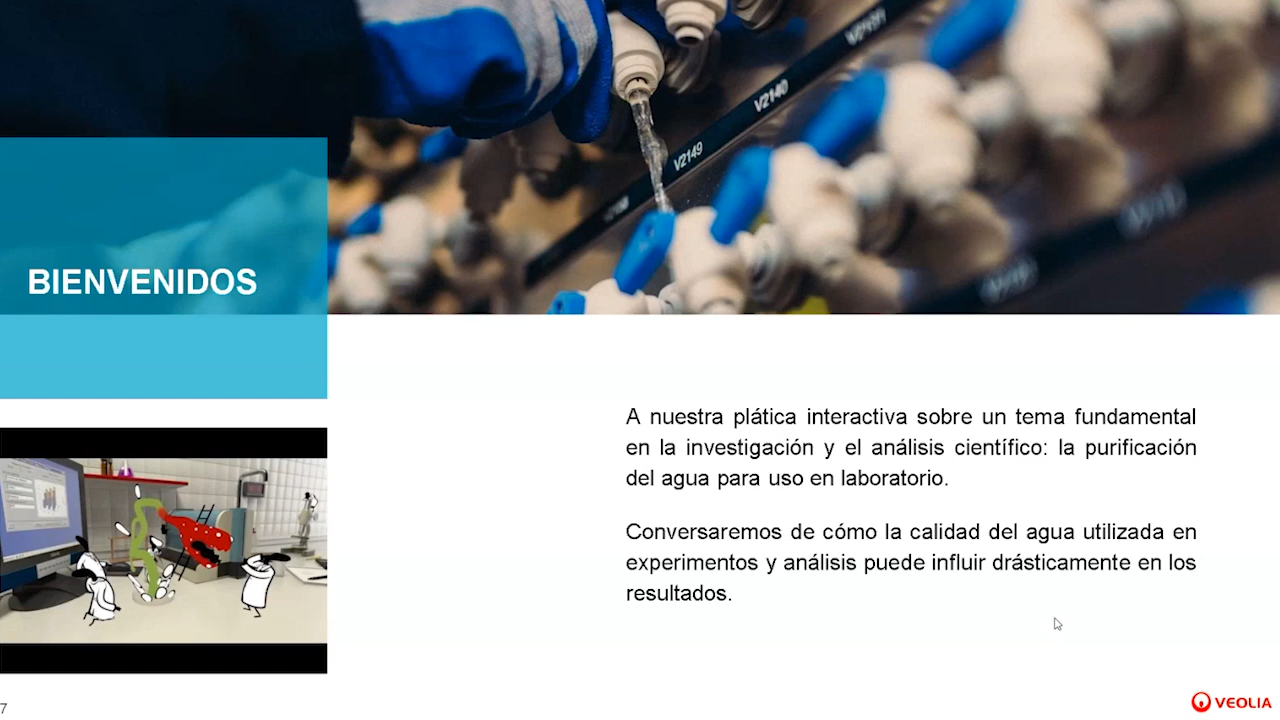 V2140
V2149
BIENVENIDOS
A nuestra plática interactiva sobre un tema fundamental
en la investigación y el análisis científico: la purificación
del agua para uso en laboratorio.
Conversaremos de cómo la calidad del agua utilizada en
experimentos y análisis puede influir drásticamente en los
resultados.
7
VEOLIA